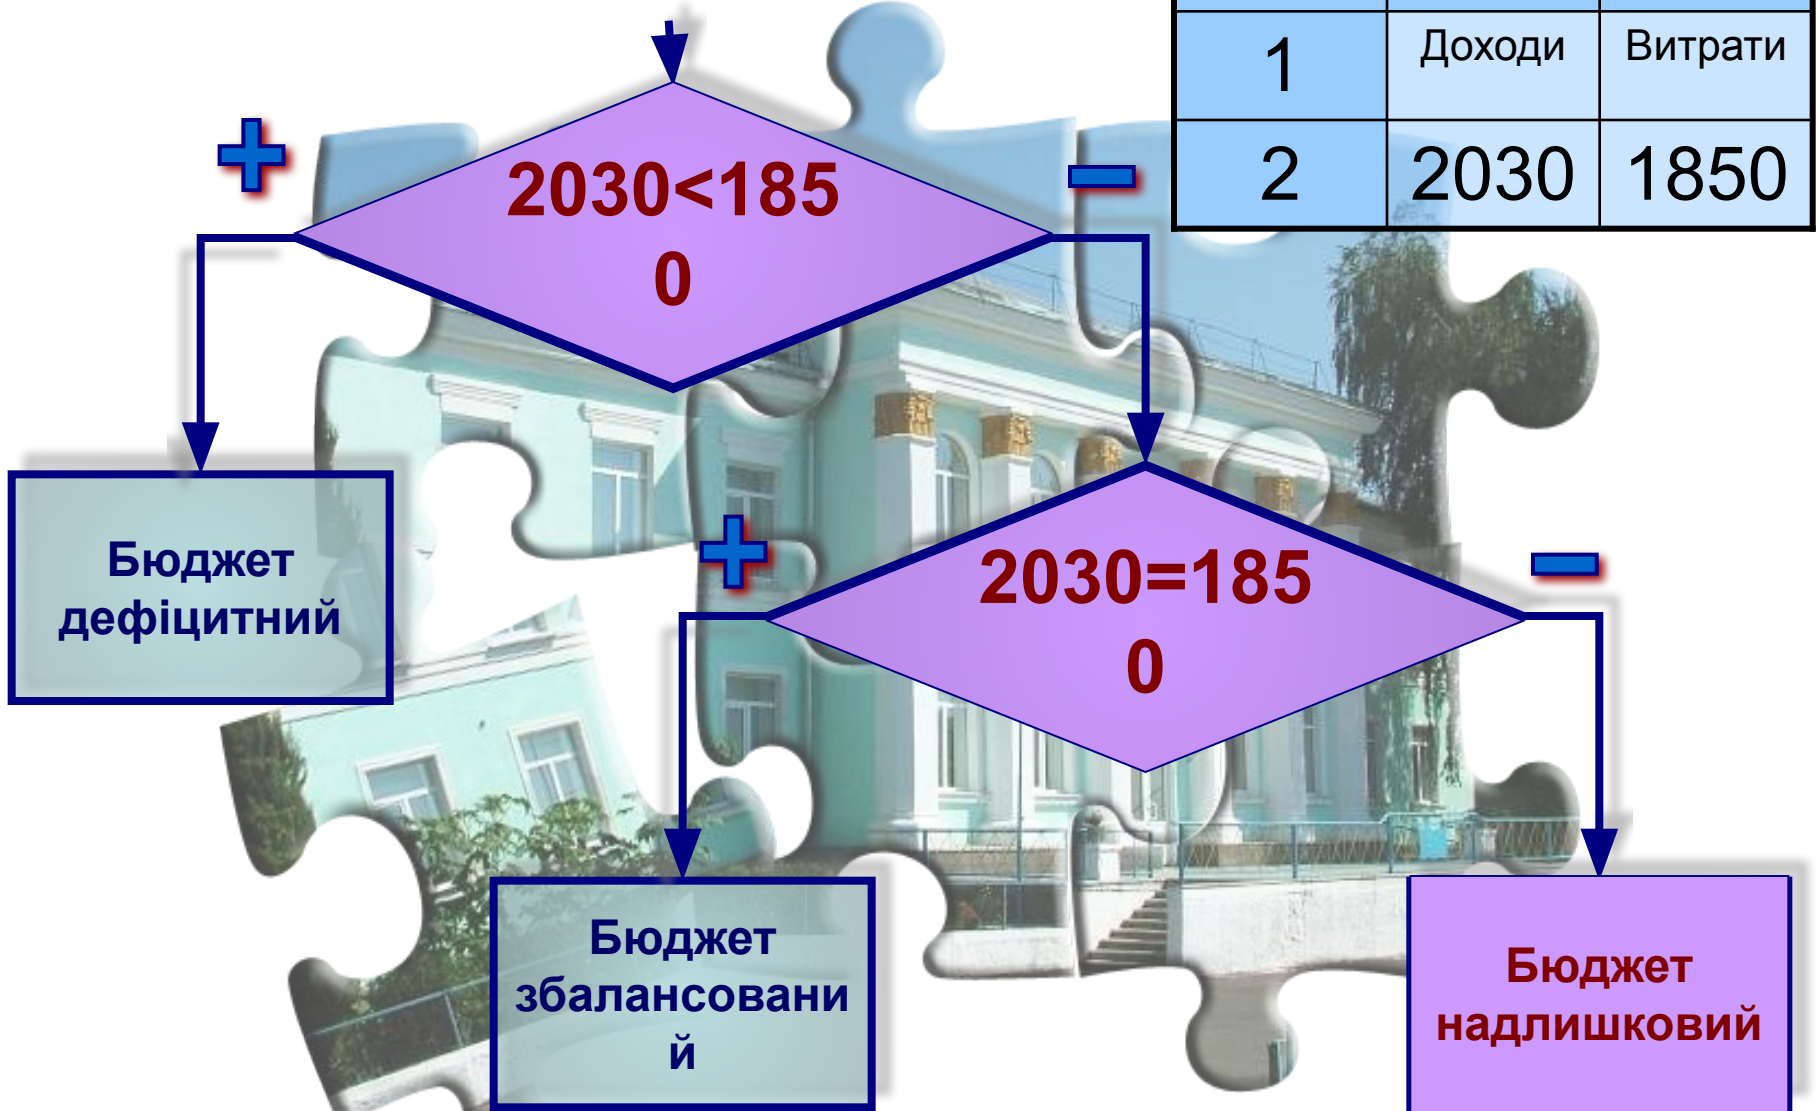 1 Доходи Витрати
2 2030 1850
+
−
2030<185
0
Бюджет
дефіцитний
+
−
2030=185
0
Бюджет
збалансовани
й
Бюджет
надлишковий